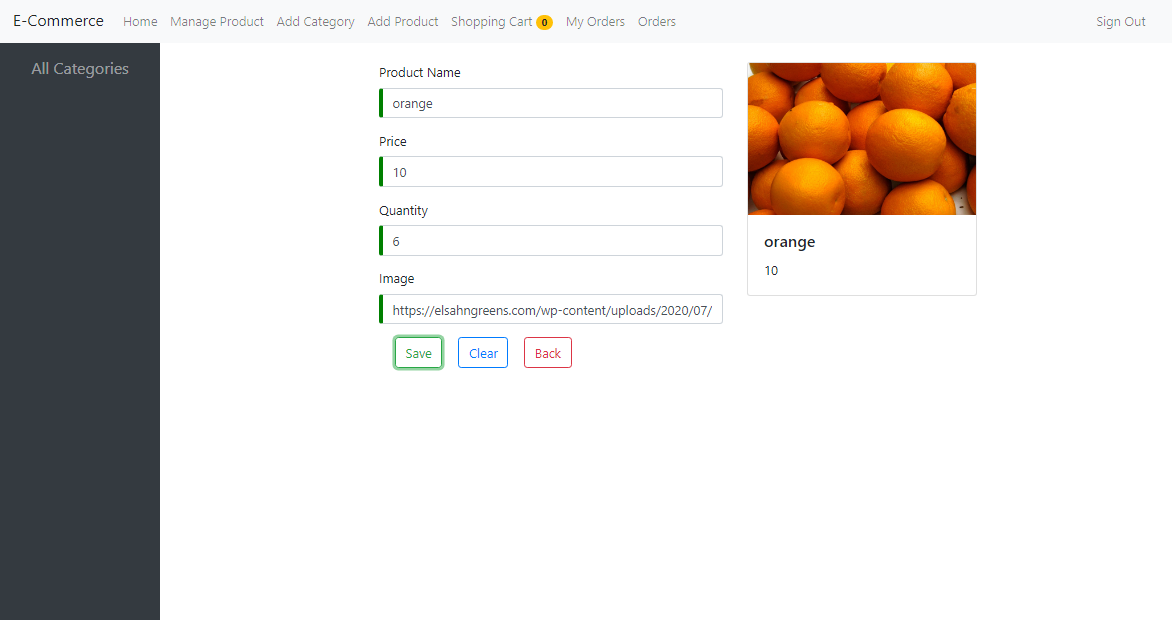 E-Commerce Home Manage Product Add Category Add Product Shopping Cart 0 My Orders Orders Sign Out
All Categories
Product Name
orange
Price
10
Quantity
6
Image
https://elsahngreens.com/wp-content/uploads/2020/07/
Save Clear Back
orange
10